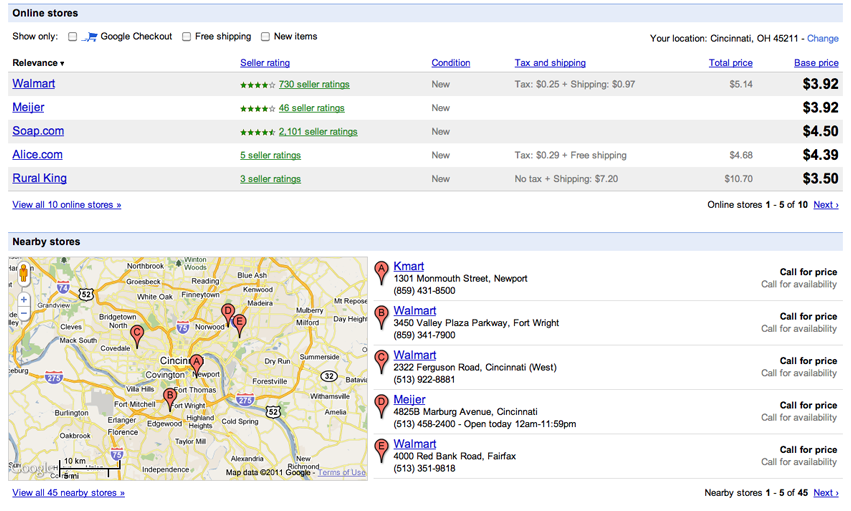 Online stores
Show only: Google Checkout Free shipping New items Your location: Cincinnati, OH 45211 - Change
Relevance ▾ Seller rating Condition Tax and shipping Total price Base price
Walmart 730 seller ratings New Tax: $0.25 + Shipping: $0.97 $5.14 $3.92
Meijer 46 seller ratings New $3.92
Soap.com 2,101 seller ratings New $4.50
Alice.com 5 seller ratings New Tax: $0.29 + Free shipping $4.68 $4.39
Rural King 3 seller ratings New No tax + Shipping: $7.20 $10.70 $3.50
View all 10 online stores » Online stores 1 - 5 of 10 Next ›
Nearby stores
Northbrook
Winton Woods
Groesbeck
Reading
Blue Ash
74
52
White Oak
Finneytown
Kenwood
Grandview
Madeira
Bridgetown North
75
Norwood
D
E
Mulberry
Milford
Mt Repose
Day Heights
Cleves
Mack South
C
Covedale
Cincinn
A
275
Covington
Newport
Dry Run
Summerside
32
Batavia
Villa Hills
Fort Thomas
Forestville
Fort Mitchell
B
Fort Wright
275
52
Withamsville
Burlington
Erlanger
Edgewood
Highland Heights
Cold Spring
Amelia
Florence
Oakbrook
Taylor Mill
75
Independence
Alexandria
New Richmond
10 km
5 mi
Google
Map data ©2011 Google - Terms of Use
A Kmart
1301 Monmouth Street, Newport
(859) 431-8500
Call for price
Call for availability
B Walmart
3450 Valley Plaza Parkway, Fort Wright
(859) 341-7900
Call for price
Call for availability
C Walmart
2322 Ferguson Road, Cincinnati (West)
(513) 922-8881
Call for price
Call for availability
D Meijer
4825B Marburg Avenue, Cincinnati
(513) 458-2400 - Open today 12am-11:59pm
Call for price
Call for availability
E Walmart
4000 Red Bank Road, Fairfax
(513) 351-9818
Call for price
Call for availability
View all 45 nearby stores » Nearby stores 1 - 5 of 45 Next ›